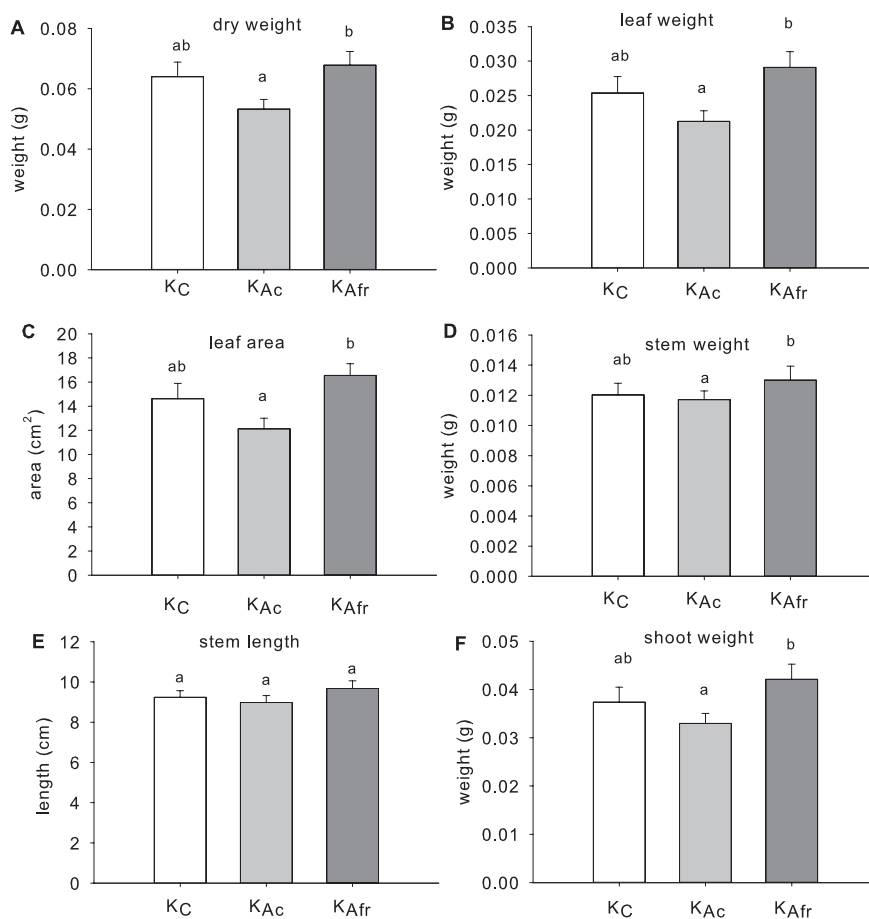 A
dry weight
weight (g)
0.08
0.06
0.04
0.02
0.00
ab
a
b
KC
KAc
KAfr
B
leaf weight
weight (g)
0.035
0.030
0.025
0.020
0.015
0.010
0.005
0.000
ab
a
b
KC
KAc
KAfr
C
leaf area
area (cm²)
20
18
16
14
12
10
8
6
4
2
0
ab
a
b
KC
KAc
KAfr
D
stem weight
weight (g)
0.016
0.014
0.012
0.010
0.008
0.006
0.004
0.002
0.000
ab
a
b
KC
KAc
KAfr
E
stem length
length (cm)
12
10
8
6
4
2
0
a
a
a
KC
KAc
KAfr
F
shoot weight
weight (g)
0.05
0.04
0.03
0.02
0.01
0.00
ab
a
b
KC
KAc
KAfr